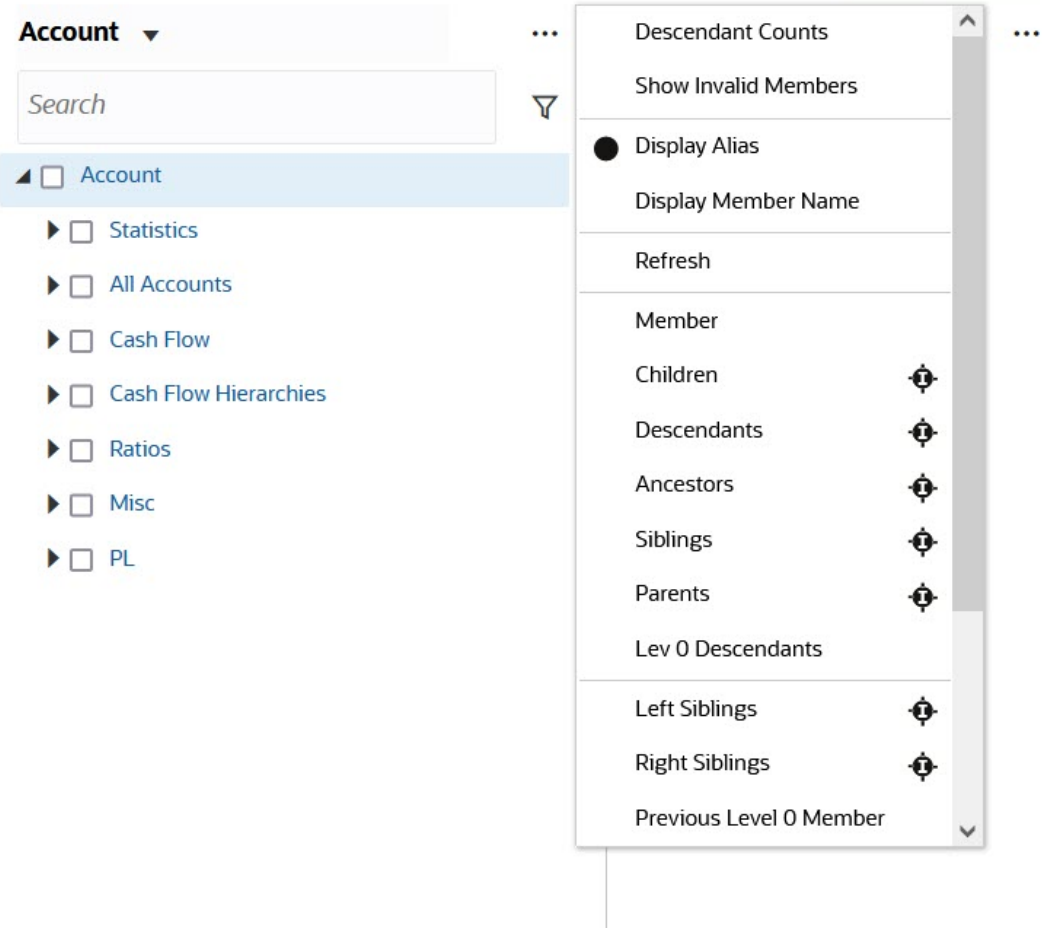 Account
Search
Account
Statistics
All Accounts
Cash Flow
Cash Flow Hierarchies
Ratios
Misc
PL
Descendant Counts
Show Invalid Members
Display Alias
Display Member Name
Refresh
Member
Children
Descendants
Ancestors
Siblings
Parents
Lev 0 Descendants
Left Siblings
Right Siblings
Previous Level 0 Member